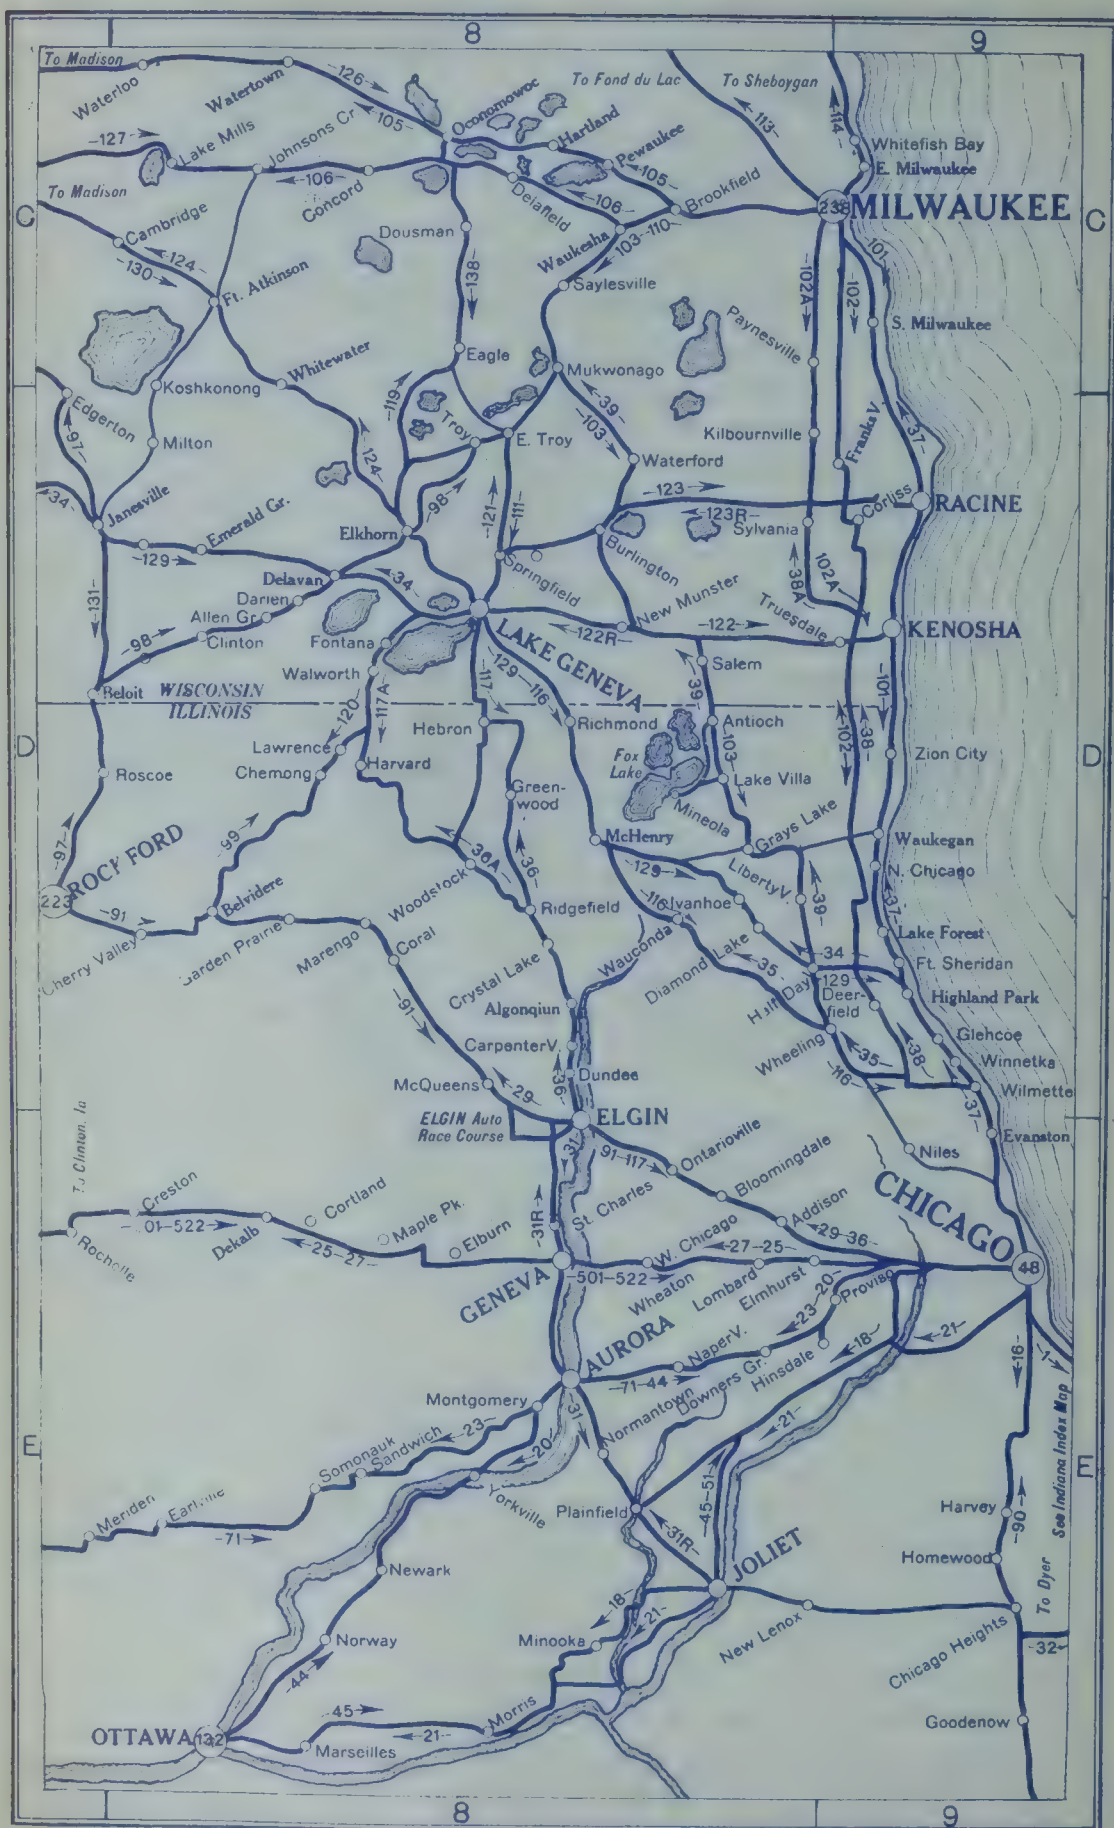 8
9
To Madison
Waterloo
Watertown
-126-
Oconomowoc
To Fond du Lac
To Sheboygan
-127-
Lake Mills
Johnsons Cr.
-105-
Hartland
Pewaukee
113
114
Whitefish Bay
E. Milwaukee
To Madison
-106-
Concord
Delafield
-106-
-105-
Brookfield
238
MILWAUKEE
C
C
Cambridge
-124-
-130-
Dousman
Waukesha
-103-110-
101
Ft. Atkinson
-138-
Saylesville
-102A-
-102-
S. Milwaukee
Paynesville
Eagle
Mukwonago
Whitewater
Koshkonong
-119-
-39-
-103-
Edgerton
-97-
Milton
Troy
E. Troy
Kilbournville
Franks V.
-37-
-124-
Waterford
-34-
Janesville
Emerald Gr.
-98-
-121-
-111-
-123-
-123R-
Corliss
RACINE
Elkhorn
Sylvania
-129-
Delavan
-34-
Springfield
Burlington
-38A-
102A-
-131-
Darien
Allen Gr.
-98-
Clinton
Fontana
New Munster
-122-
-122R-
Truesdale
KENOSHA
LAKE GENEVA
Walworth
Salem
Beloit
WISCONSIN
ILLINOIS
-120-
-117A-
-117-
-129-116-
-39-
-101-
Hebron
Richmond
Antioch
-102-
-38-
D
D
Lawrence
Chemong
Harvard
Fox
Lake
103
Zion City
Roscoe
Green-
wood
Lake Villa
Mineola
Grays Lake
McHenry
Waukegan
-97-
ROCKFORD
-99-
-36A-
-36-
-129-
Liberty V.
N. Chicago
223
-91-
Belvidere
Woodstock
Ridgefield
-116-
Ivanhoe
-39-
-37-
Cherry Valley
Garden Prairie
Marengo
Coral
Wauconda
Lake Forest
Crystal Lake
Diamond Lake
-34-
129
Ft. Sheridan
-91-
Algonqiun
-35-
Half Day
Deer-
field
Highland Park
Carpenter V.
Wheeling
Glehcoe
Winnetka
McQueens
-29-
-36-
Dundee
-35-
-116-
-38-
Wilmette
-37-
ELGIN Auto
Race Course
ELGIN
Evanston
-31-
91-117-
Ontarioville
Niles
Bloomingdale
Creston
Cortland
St. Charles
CHICAGO
01-522
Maple Pk.
-31R-
Addison
-29-36-
Rochelle
Dekalb
-25-27-
Elburn
W. Chicago
-27-25-
48
GENEVA
-501-522
Wheaton
Lombard
Elmhurst
Proviso
-20-
-23-
AURORA
Naper V.
Downers Gr.
Hinsdale
-18-
-21-
-16-
-1-
-71-44-
Montgomery
Normantown
-31-
-23-
-20-
-21-
See Indiana Index Map
E
E
Somonauk
Sandwich
Yorkville
Meriden
-71-
Plainfield
-45-51-
Harvey
-90-
-31R-
JOLIET
Homewood
To Dyer
Newark
-18-
-21-
New Lenox
Chicago Heights
-32-
Norway
Minooka
-44-
Morris
OTTAWA
132
-45-
-21-
Marseilles
Goodenow
8
9